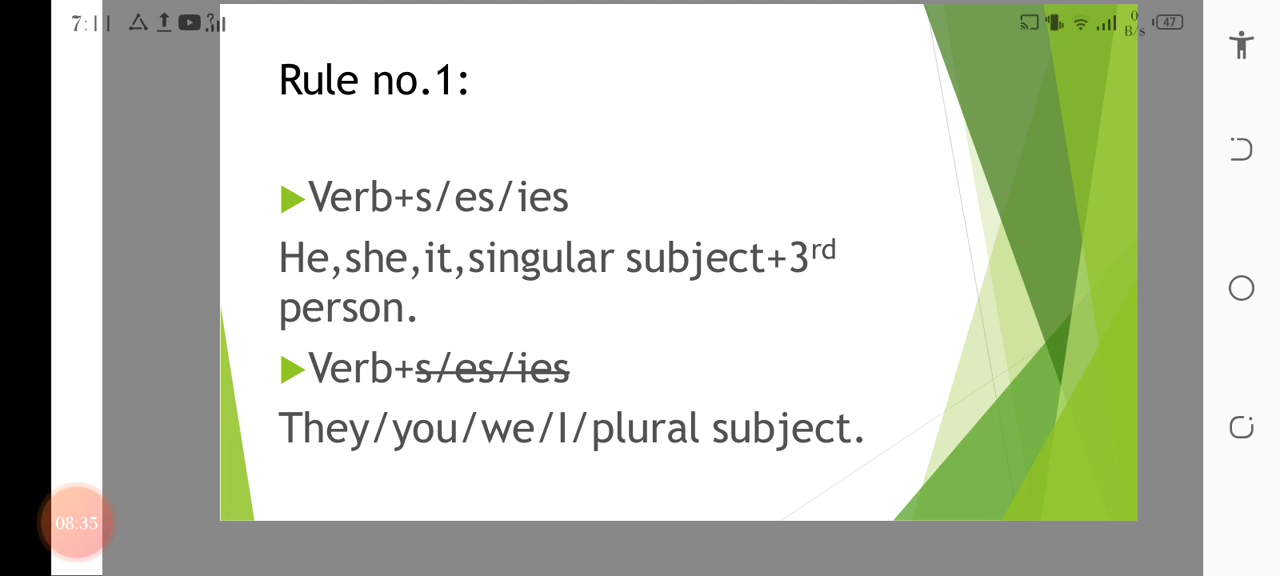 7:11
0
B/s
47
Rule no.1:
Verb+s/es/ies
He,she,it,singular subject+3rd
person.
Verb+s/es/ies
They/you/we/I/plural subject.
08:35